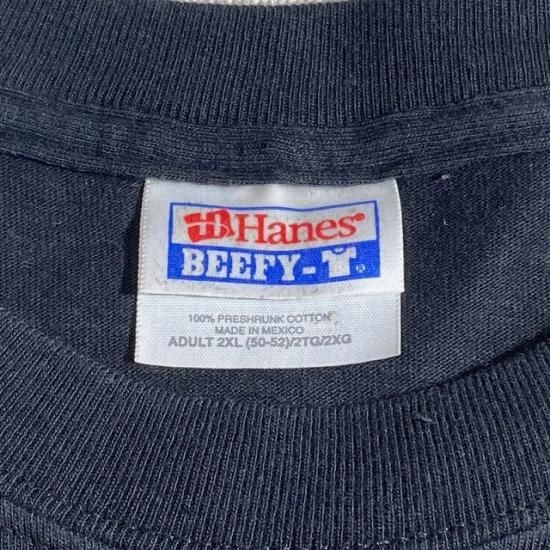 Hanes®
BEEFY-T®
100% PRESHRUNK COTTON
MADE IN MEXICO
ADULT 2XL (50-52)/2TG/2XG